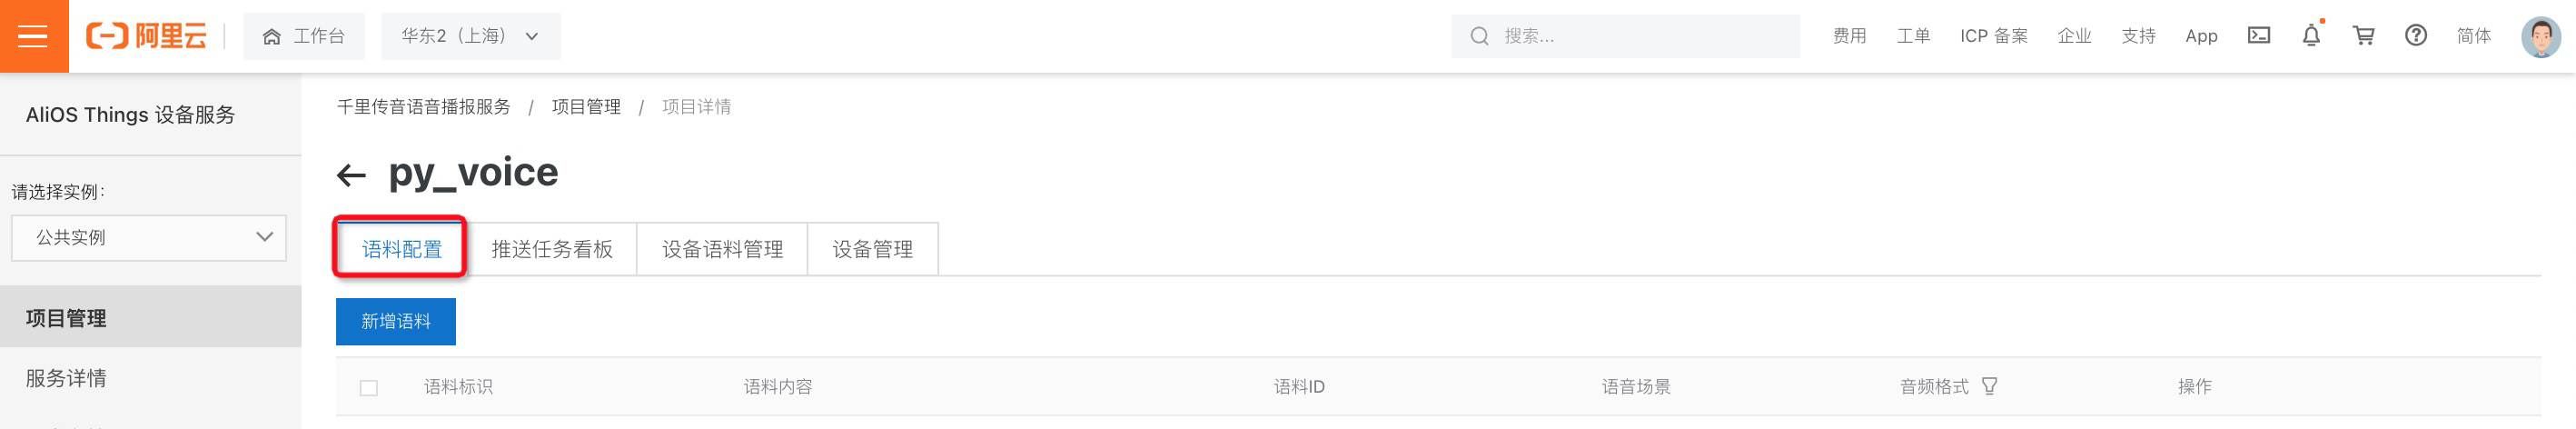 阿里云 工作台 华东2（上海） 搜索... 费用 工单 ICP 备案 企业 支持 App 简体
AliOS Things 设备服务
请选择实例：
公共实例
项目管理
服务详情
千里传音语音播报服务 / 项目管理 / 项目详情
py_voice
语料配置 推送任务看板 设备语料管理 设备管理
新增语料
语料标识 语料内容 语料ID 语音场景 音频格式 操作